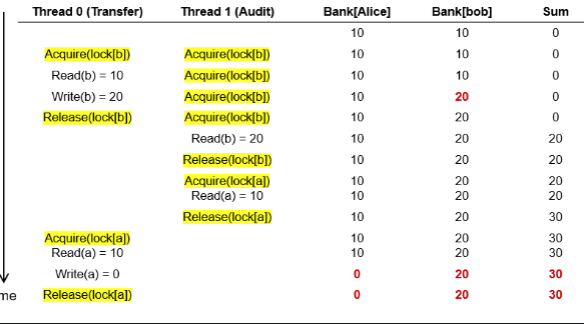 Thread 0 (Transfer) Thread 1 (Audit) Bank[Alice) Bank[bob) Sum
10 10 0
Acquire(lock[b]) Acquire(lock[b]) 10 10 0
Read(b) = 10 Acquire(lock[b]) 10 10 0
Write(b) = 20 Acquire(lock[b]) 10 20 0
Release(lock[b]) Acquire(lock[b]) 10 20 0
Read(b) = 20 10 20 20
Release(lock[b]) 10 20 20
Acquire(lock[a]) 10 20 20
Read(a) = 10 10 20 20
Release(lock[a]) 10 20 30
Acquire(lock[a]) 10 20 30
Read(a) = 10 10 20 30
Write(a) = 0 0 20 30
me Release(lock[a]) 0 20 30